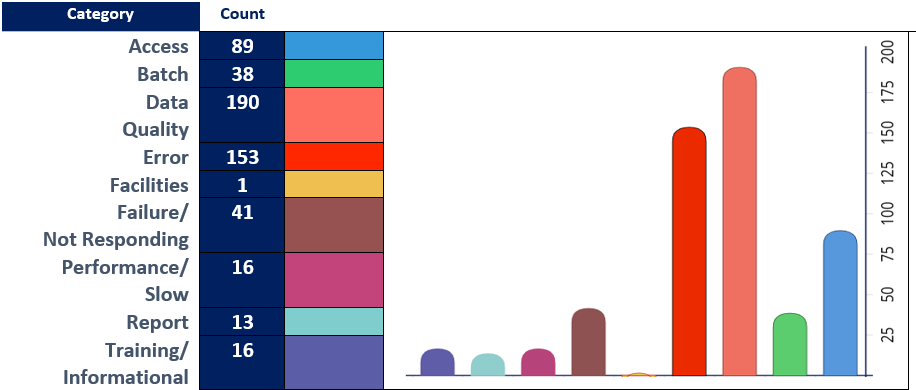 Category Count
Access 89
Batch 38
Data 190
Quality
Error 153
Facilities 1
Failure/ 41
Not Responding
Performance/ 16
Slow
Report 13
Training/ 16
Informational
200
175
150
125
100
75
50
25